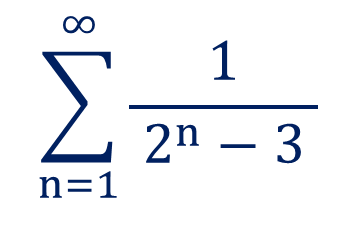 ∞
∑ 1 / (2ⁿ − 3)
n=1